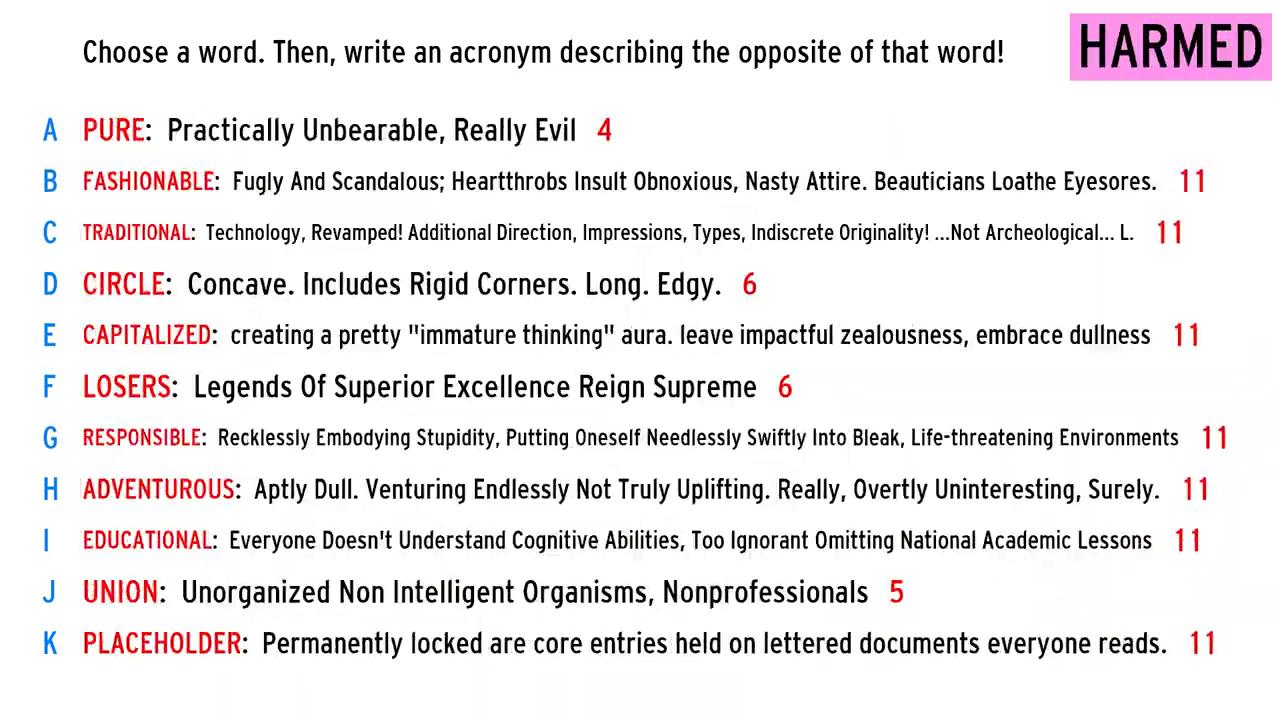 Choose a word. Then, write an acronym describing the opposite of that word!
HARMED
A PURE: Practically Unbearable, Really Evil 4
B FASHIONABLE: Fugly And Scandalous; Heartthrobs Insult Obnoxious, Nasty Attire. Beauticians Loathe Eyesores. 11
C TRADITIONAL: Technology, Revamped! Additional Direction, Impressions, Types, Indiscrete Originality! ...Not Archeological... L. 11
D CIRCLE: Concave. Includes Rigid Corners. Long. Edgy. 6
E CAPITALIZED: creating a pretty "immature thinking" aura. leave impactful zealousness, embrace dullness 11
F LOSERS: Legends Of Superior Excellence Reign Supreme 6
G RESPONSIBLE: Recklessly Embodying Stupidity, Putting Oneself Needlessly Swiftly Into Bleak, Life-threatening Environments 11
H ADVENTUROUS: Aptly Dull. Venturing Endlessly Not Truly Uplifting. Really, Overtly Uninteresting, Surely. 11
I EDUCATIONAL: Everyone Doesn't Understand Cognitive Abilities, Too Ignorant Omitting National Academic Lessons 11
J UNION: Unorganized Non Intelligent Organisms, Nonprofessionals 5
K PLACEHOLDER: Permanently locked are core entries held on lettered documents everyone reads. 11